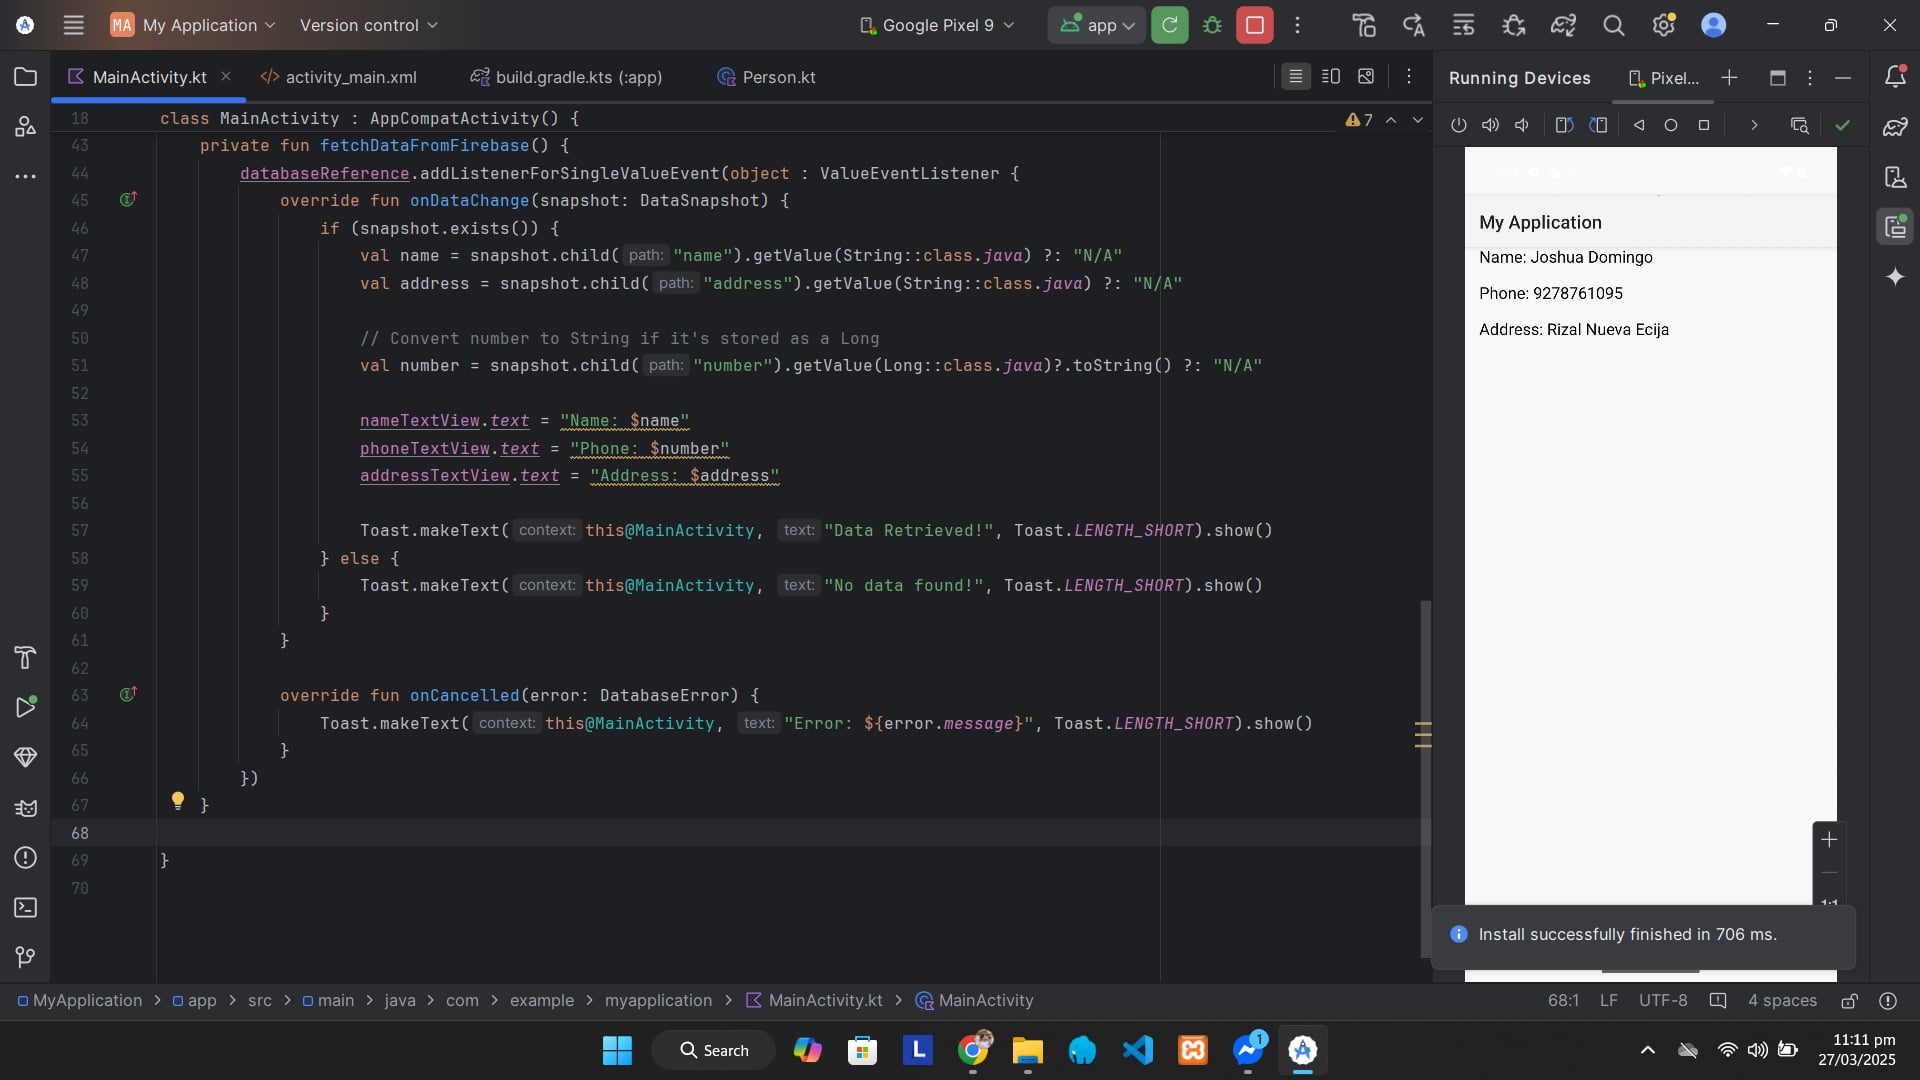 MA My Application Version control Google Pixel 9 app
MainActivity.kt activity_main.xml build.gradle.kts (:app) Person.kt
18 class MainActivity : AppCompatActivity() { 7
43 private fun fetchDataFromFirebase() {
44 databaseReference.addListenerForSingleValueEvent(object : ValueEventListener {
45 override fun onDataChange(snapshot: DataSnapshot) {
46 if (snapshot.exists()) {
47 val name = snapshot.child( path: "name").getValue(String::class.java) ?: "N/A"
48 val address = snapshot.child( path: "address").getValue(String::class.java) ?: "N/A"
49
50 // Convert number to String if it's stored as a Long
51 val number = snapshot.child( path: "number").getValue(Long::class.java)?.toString() ?: "N/A"
52
53 nameTextView.text = "Name: $name"
54 phoneTextView.text = "Phone: $number"
55 addressTextView.text = "Address: $address"
56
57 Toast.makeText( context: this@MainActivity, text: "Data Retrieved!", Toast.LENGTH_SHORT).show()
58 } else {
59 Toast.makeText( context: this@MainActivity, text: "No data found!", Toast.LENGTH_SHORT).show()
60 }
61 }
62
63 override fun onCancelled(error: DatabaseError) {
64 Toast.makeText( context: this@MainActivity, text: "Error: ${error.message}", Toast.LENGTH_SHORT).show()
65 }
66 })
67 }
68
69 }
70
Running Devices Pixel...
My Application
Name: Joshua Domingo
Phone: 9278761095
Address: Rizal Nueva Ecija
Install successfully finished in 706 ms.
MyApplication > app > src > main > java > com > example > myapplication > MainActivity.kt > MainActivity
68:1 LF UTF-8 4 spaces
Search
L
1
11:11 pm
27/03/2025